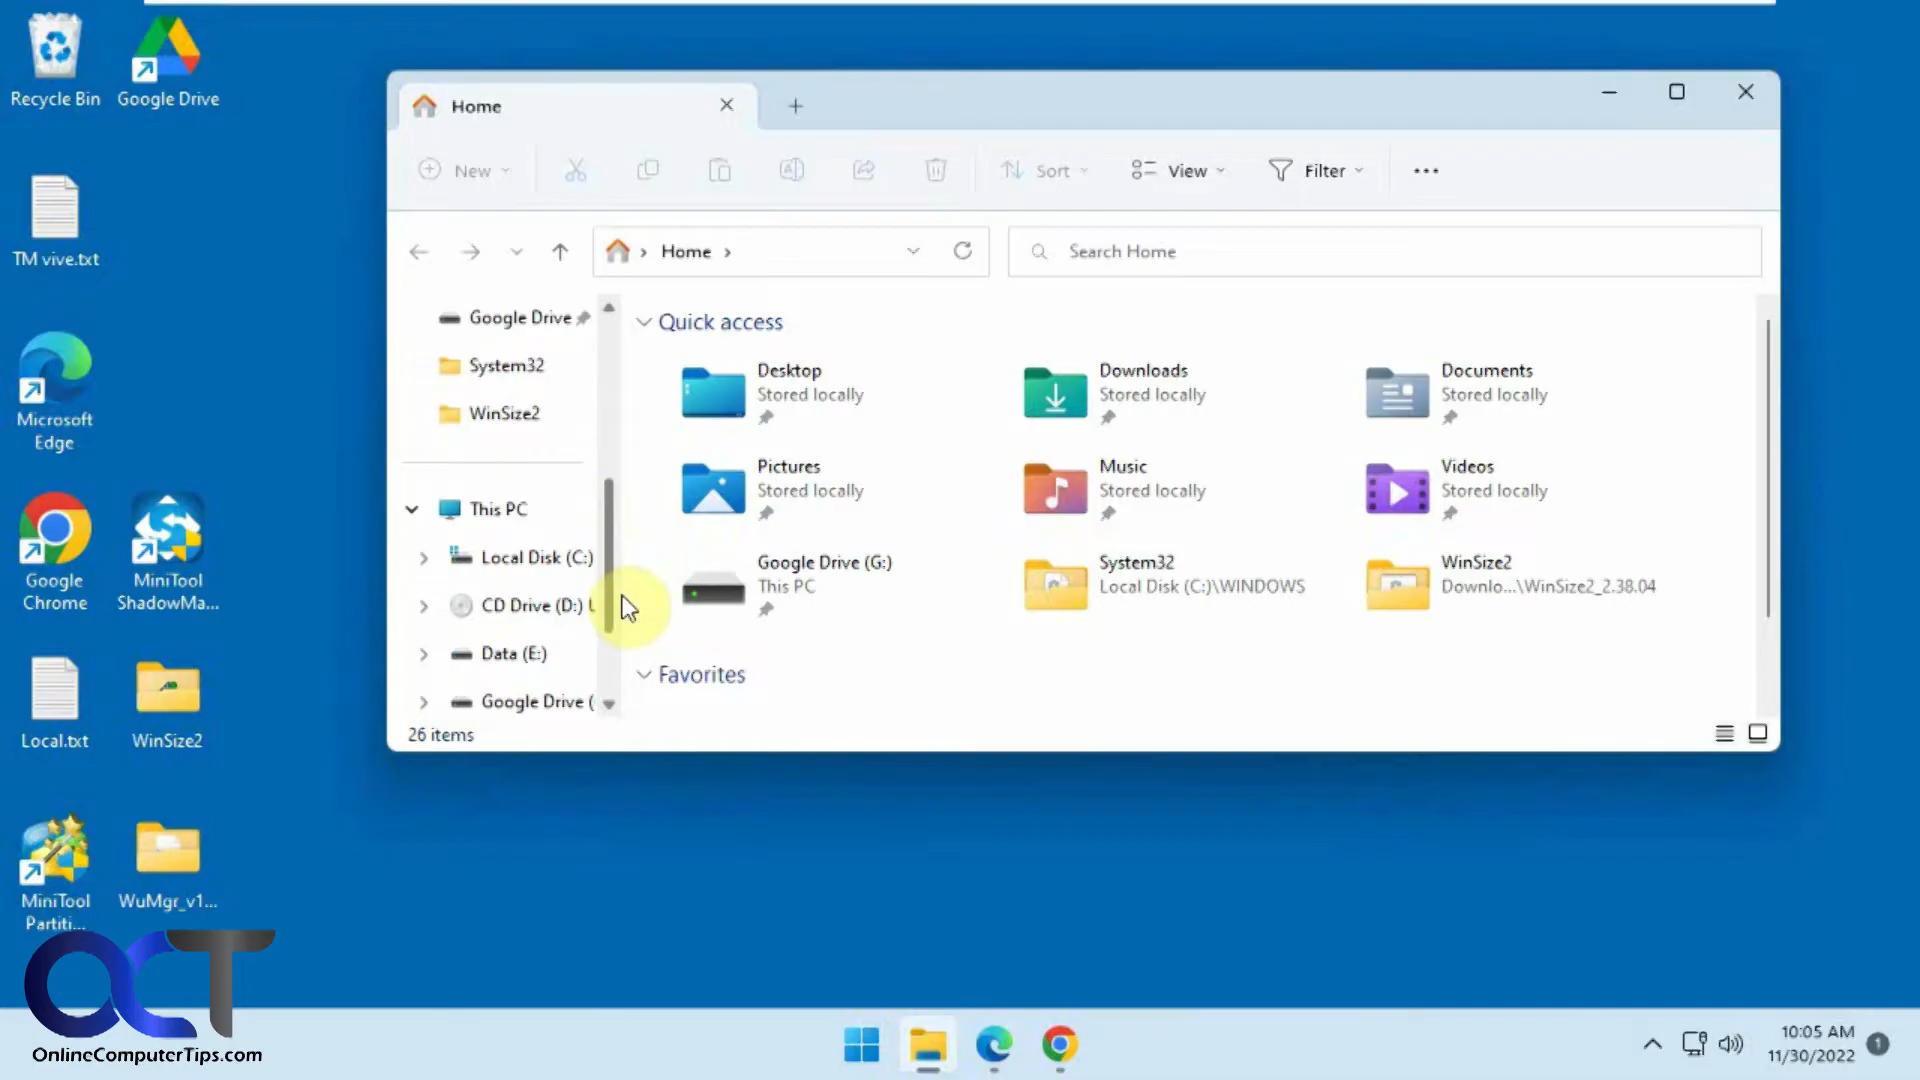 Recycle Bin
Google Drive
TM vive.txt
Microsoft
Edge
Google
Chrome
MiniTool
ShadowMa...
Local.txt
WinSize2
MiniTool
Partiti...
WuMgr_v1...
OCT
OnlineComputerTips.com
Home
New
Sort
View
Filter
Home
Search Home
Google Drive
System32
WinSize2
This PC
Local Disk (C:)
CD Drive (D:)
Data (E:)
Google Drive (
Quick access
Desktop
Stored locally
Downloads
Stored locally
Documents
Stored locally
Pictures
Stored locally
Music
Stored locally
Videos
Stored locally
Google Drive (G:)
This PC
System32
Local Disk (C:)\WINDOWS
WinSize2
Downlo...\WinSize2_2.38.04
Favorites
26 items
10:05 AM
11/30/2022
1